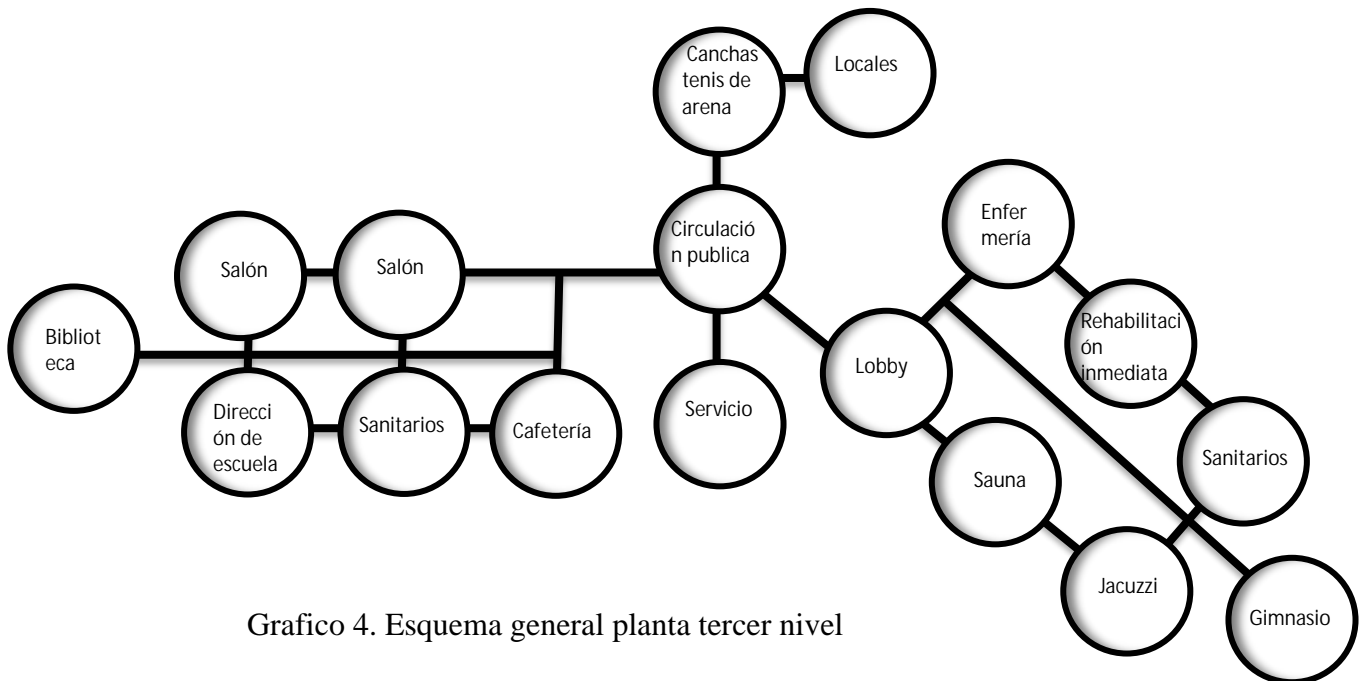 Canchas
tenis de
arena
Locales
Enfer
mería
Circulació
n publica
Salón
Salón
Bibliot
eca
Rehabilitaci
ón
inmediata
Lobby
Direcci
ón de
escuela
Sanitarios
Cafetería
Servicio
Sanitarios
Sauna
Jacuzzi
Gimnasio
Grafico 4. Esquema general planta tercer nivel